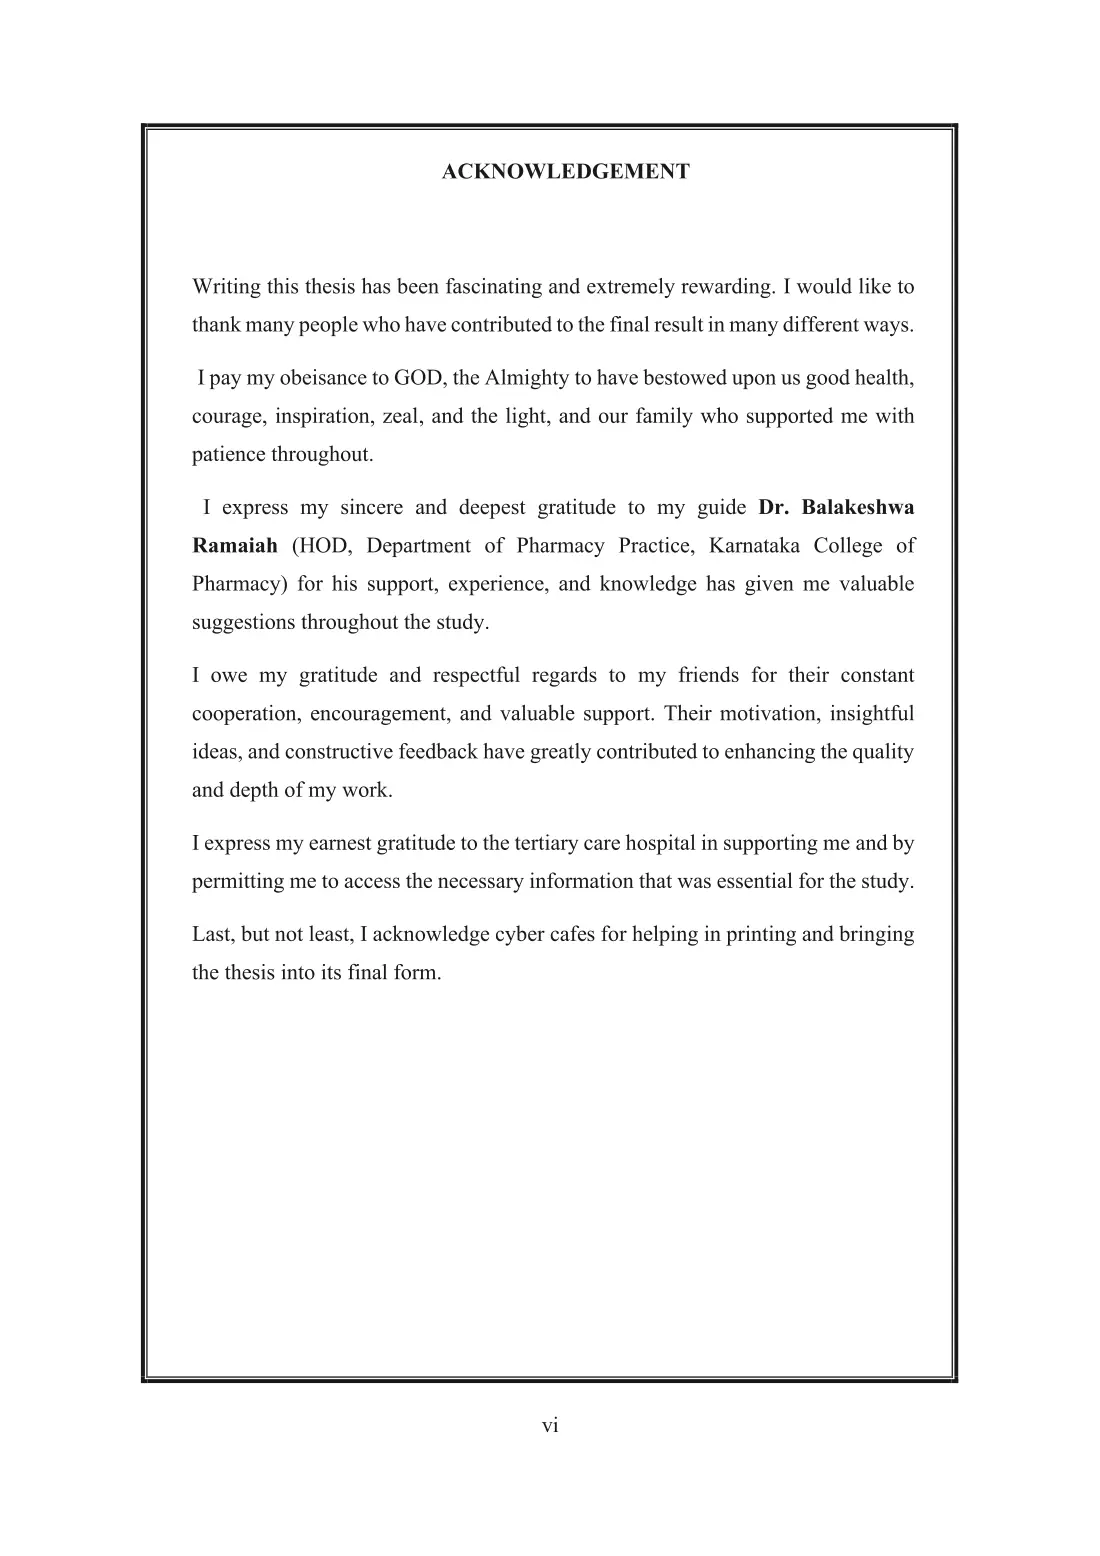 ACKNOWLEDGEMENT
Writing this thesis has been fascinating and extremely rewarding. I would like to
thank many people who have contributed to the final result in many different ways.
I pay my obeisance to GOD, the Almighty to have bestowed upon us good health,
courage, inspiration, zeal, and the light, and our family who supported me with
patience throughout.
I express my sincere and deepest gratitude to my guide Dr. Balakeshwa
Ramaiah (HOD, Department of Pharmacy Practice, Karnataka College of
Pharmacy) for his support, experience, and knowledge has given me valuable
suggestions throughout the study.
I owe my gratitude and respectful regards to my friends for their constant
cooperation, encouragement, and valuable support. Their motivation, insightful
ideas, and constructive feedback have greatly contributed to enhancing the quality
and depth of my work.
I express my earnest gratitude to the tertiary care hospital in supporting me and by
permitting me to access the necessary information that was essential for the study.
Last, but not least, I acknowledge cyber cafes for helping in printing and bringing
the thesis into its final form.
vi